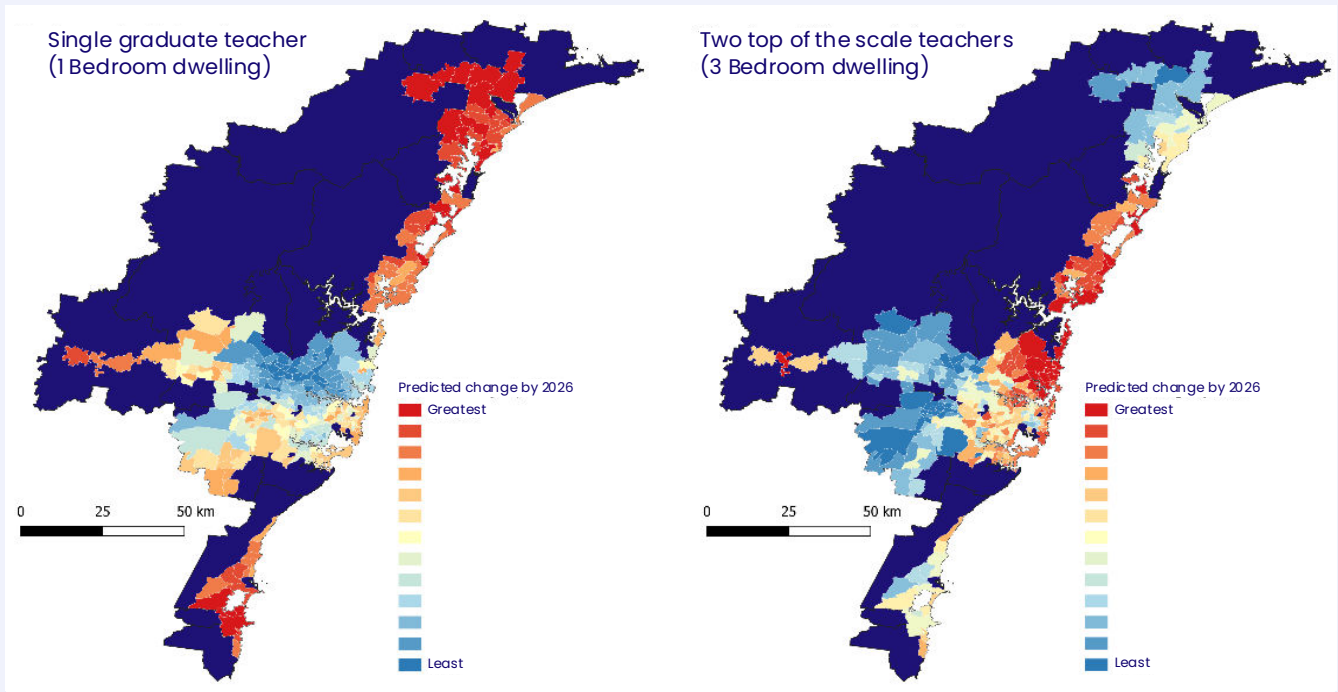 Single graduate teacher
(1 Bedroom dwelling)
Predicted change by 2026
Greatest
Least
0 25 50 km
Two top of the scale teachers
(3 Bedroom dwelling)
Predicted change by 2026
Greatest
Least
0 25 50 km